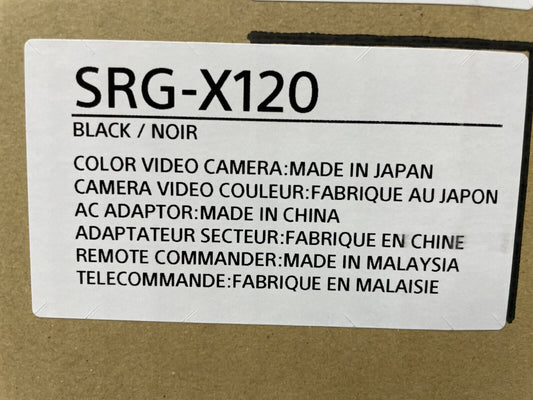 SRG-X120
BLACK / NOIR
COLOR VIDEO CAMERA:MADE IN JAPAN
CAMERA VIDEO COULEUR:FABRIQUE AU JAPON
AC ADAPTOR:MADE IN CHINA
ADAPTATEUR SECTEUR:FABRIQUE EN CHINE
REMOTE COMMANDER:MADE IN MALAYSIA
TELECOMMANDE:FABRIQUE EN MALAISIE